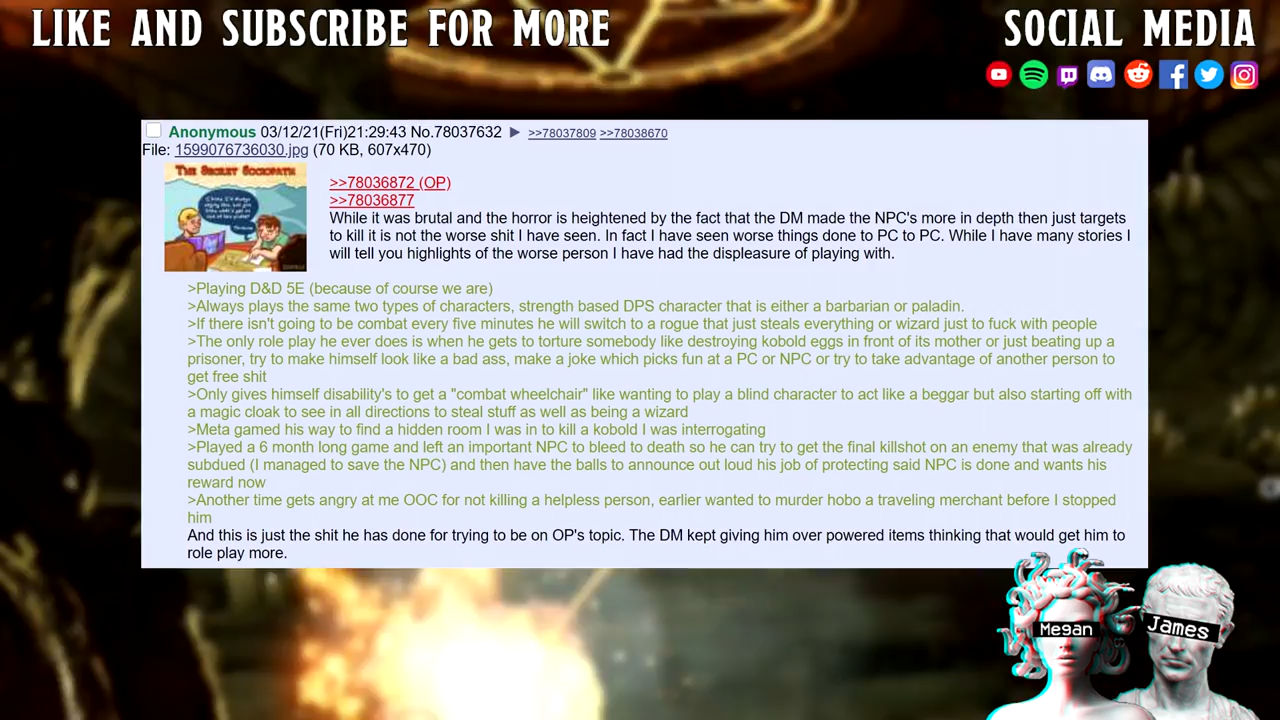 LIKE AND SUBSCRIBE FOR MORE
SOCIAL MEDIA
Anonymous 03/12/21(Fri)21:29:43 No.78037632 ▶ >>78037809 >>78038670
File: 1599076736030.jpg (70 KB, 607x470)
THE SECRET SOCIOPATH
>>78036872 (OP)
>>78036877
While it was brutal and the horror is heightened by the fact that the DM made the NPC's more in depth then just targets
to kill it is not the worse shit I have seen. In fact I have seen worse things done to PC to PC. While I have many stories I
will tell you highlights of the worse person I have had the displeasure of playing with.
>Playing D&D 5E (because of course we are)
>Always plays the same two types of characters, strength based DPS character that is either a barbarian or paladin.
>If there isn't going to be combat every five minutes he will switch to a rogue that just steals everything or wizard just to fuck with people
>The only role play he ever does is when he gets to torture somebody like destroying kobold eggs in front of its mother or just beating up a
prisoner, try to make himself look like a bad ass, make a joke which picks fun at a PC or NPC or try to take advantage of another person to
get free shit
>Only gives himself disability's to get a "combat wheelchair" like wanting to play a blind character to act like a beggar but also starting off with
a magic cloak to see in all directions to steal stuff as well as being a wizard
>Meta gamed his way to find a hidden room I was in to kill a kobold I was interrogating
>Played a 6 month long game and left an important NPC to bleed to death so he can try to get the final killshot on an enemy that was already
subdued (I managed to save the NPC) and then have the balls to announce out loud his job of protecting said NPC is done and wants his
reward now
>Another time gets angry at me OOC for not killing a helpless person, earlier wanted to murder hobo a traveling merchant before I stopped
him
And this is just the shit he has done for trying to be on OP's topic. The DM kept giving him over powered items thinking that would get him to
role play more.
Megan
James